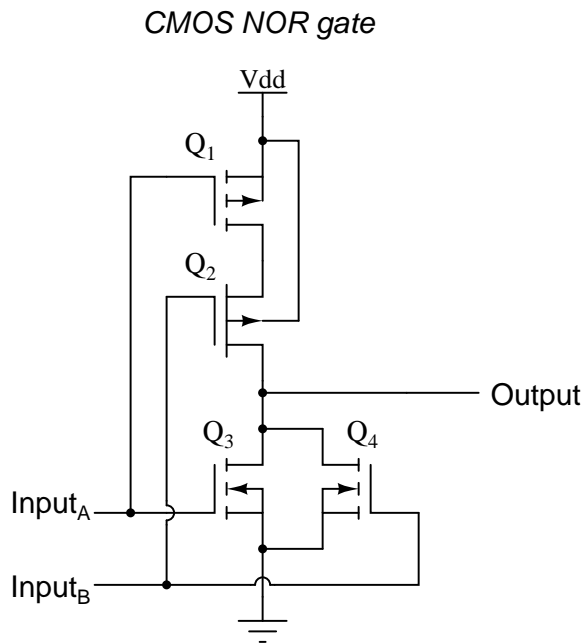 CMOS NOR gate
Vdd
Q1
Q2
Output
Q3
Q4
InputA
InputB